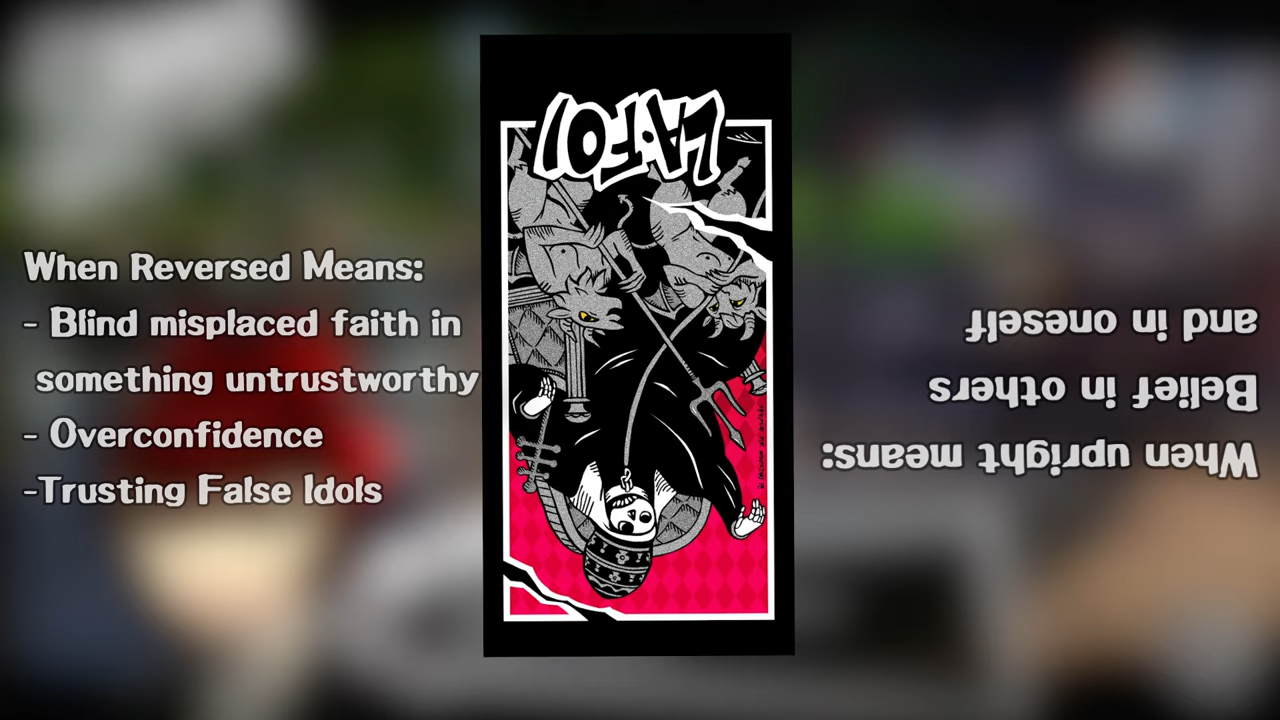 When Reversed Means:
- Blind misplaced faith in
something untrustworthy
- Overconfidence
-Trusting False Idols
When upright means:
Belief in others
and in oneself